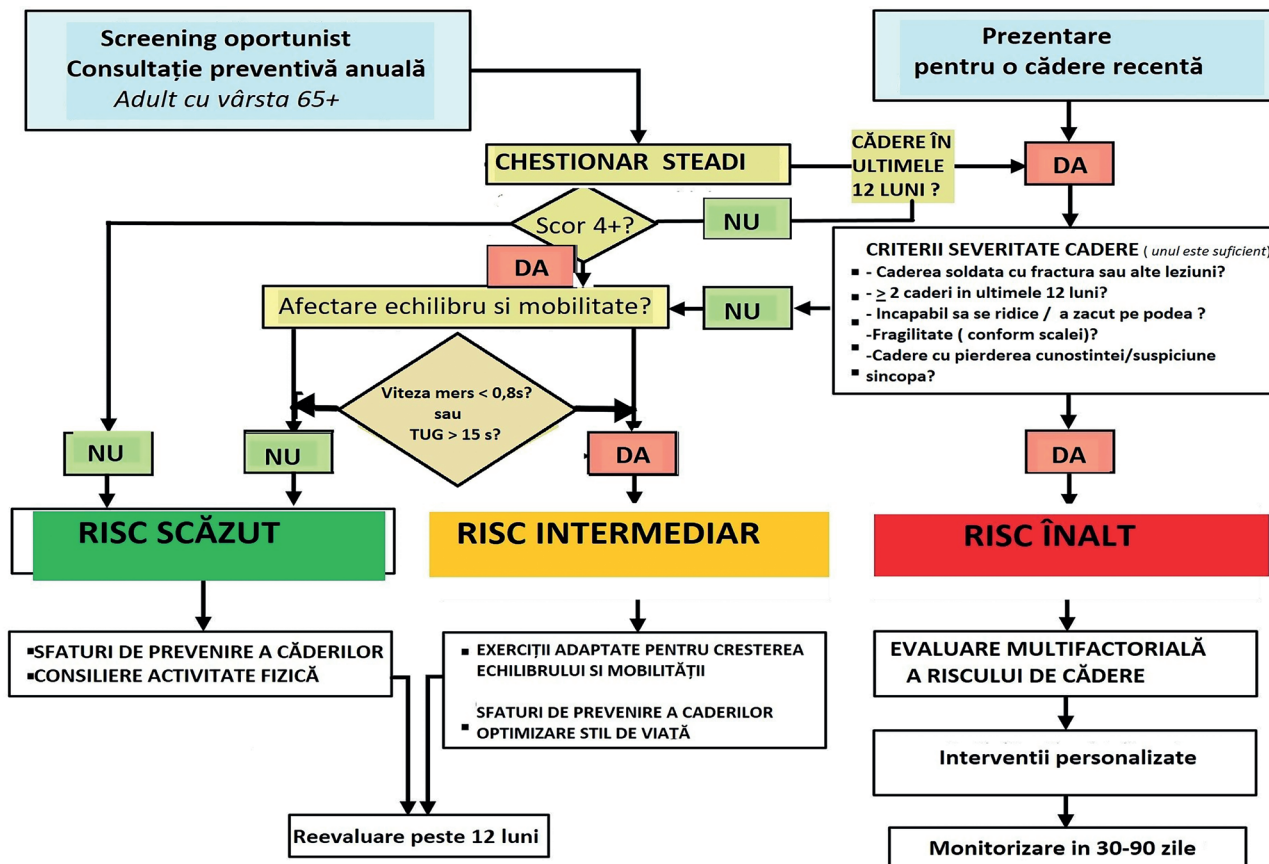 Screening oportunist
Consultație preventivă anuală
Adult cu vârsta 65+
Prezentare
pentru o cădere recentă
CHESTIONAR STEADI
CĂDERE ÎN
ULTIMELE
12 LUNI ?
DA
Scor 4+?
NU
DA
CRITERII SEVERITATE CADERE ( unul este suficient)
- Caderea soldata cu fractura sau alte leziuni?
- ≥ 2 caderi in ultimele 12 luni?
- Incapabil sa se ridice / a zacut pe podea ?
-Fragilitate ( conform scalei)?
-Cadere cu pierderea cunostintei/suspiciune
sincopa?
Afectare echilibru si mobilitate?
NU
Viteza mers < 0,8s?
sau
TUG > 15 s?
NU
NU
DA
DA
RISC SCĂZUT
RISC INTERMEDIAR
RISC ÎNALT
▪SFATURI DE PREVENIRE A CĂDERILOR
▪CONSILIERE ACTIVITATE FIZICĂ
▪ EXERCIȚII ADAPTATE PENTRU CRESTEREA
ECHILIBRULUI SI MOBILITĂȚII
SFATURI DE PREVENIRE A CADERILOR
▪ OPTIMIZARE STIL DE VIAȚĂ
EVALUARE MULTIFACTORIALĂ
A RISCULUI DE CĂDERE
Interventii personalizate
Reevaluare peste 12 luni
Monitorizare in 30-90 zile